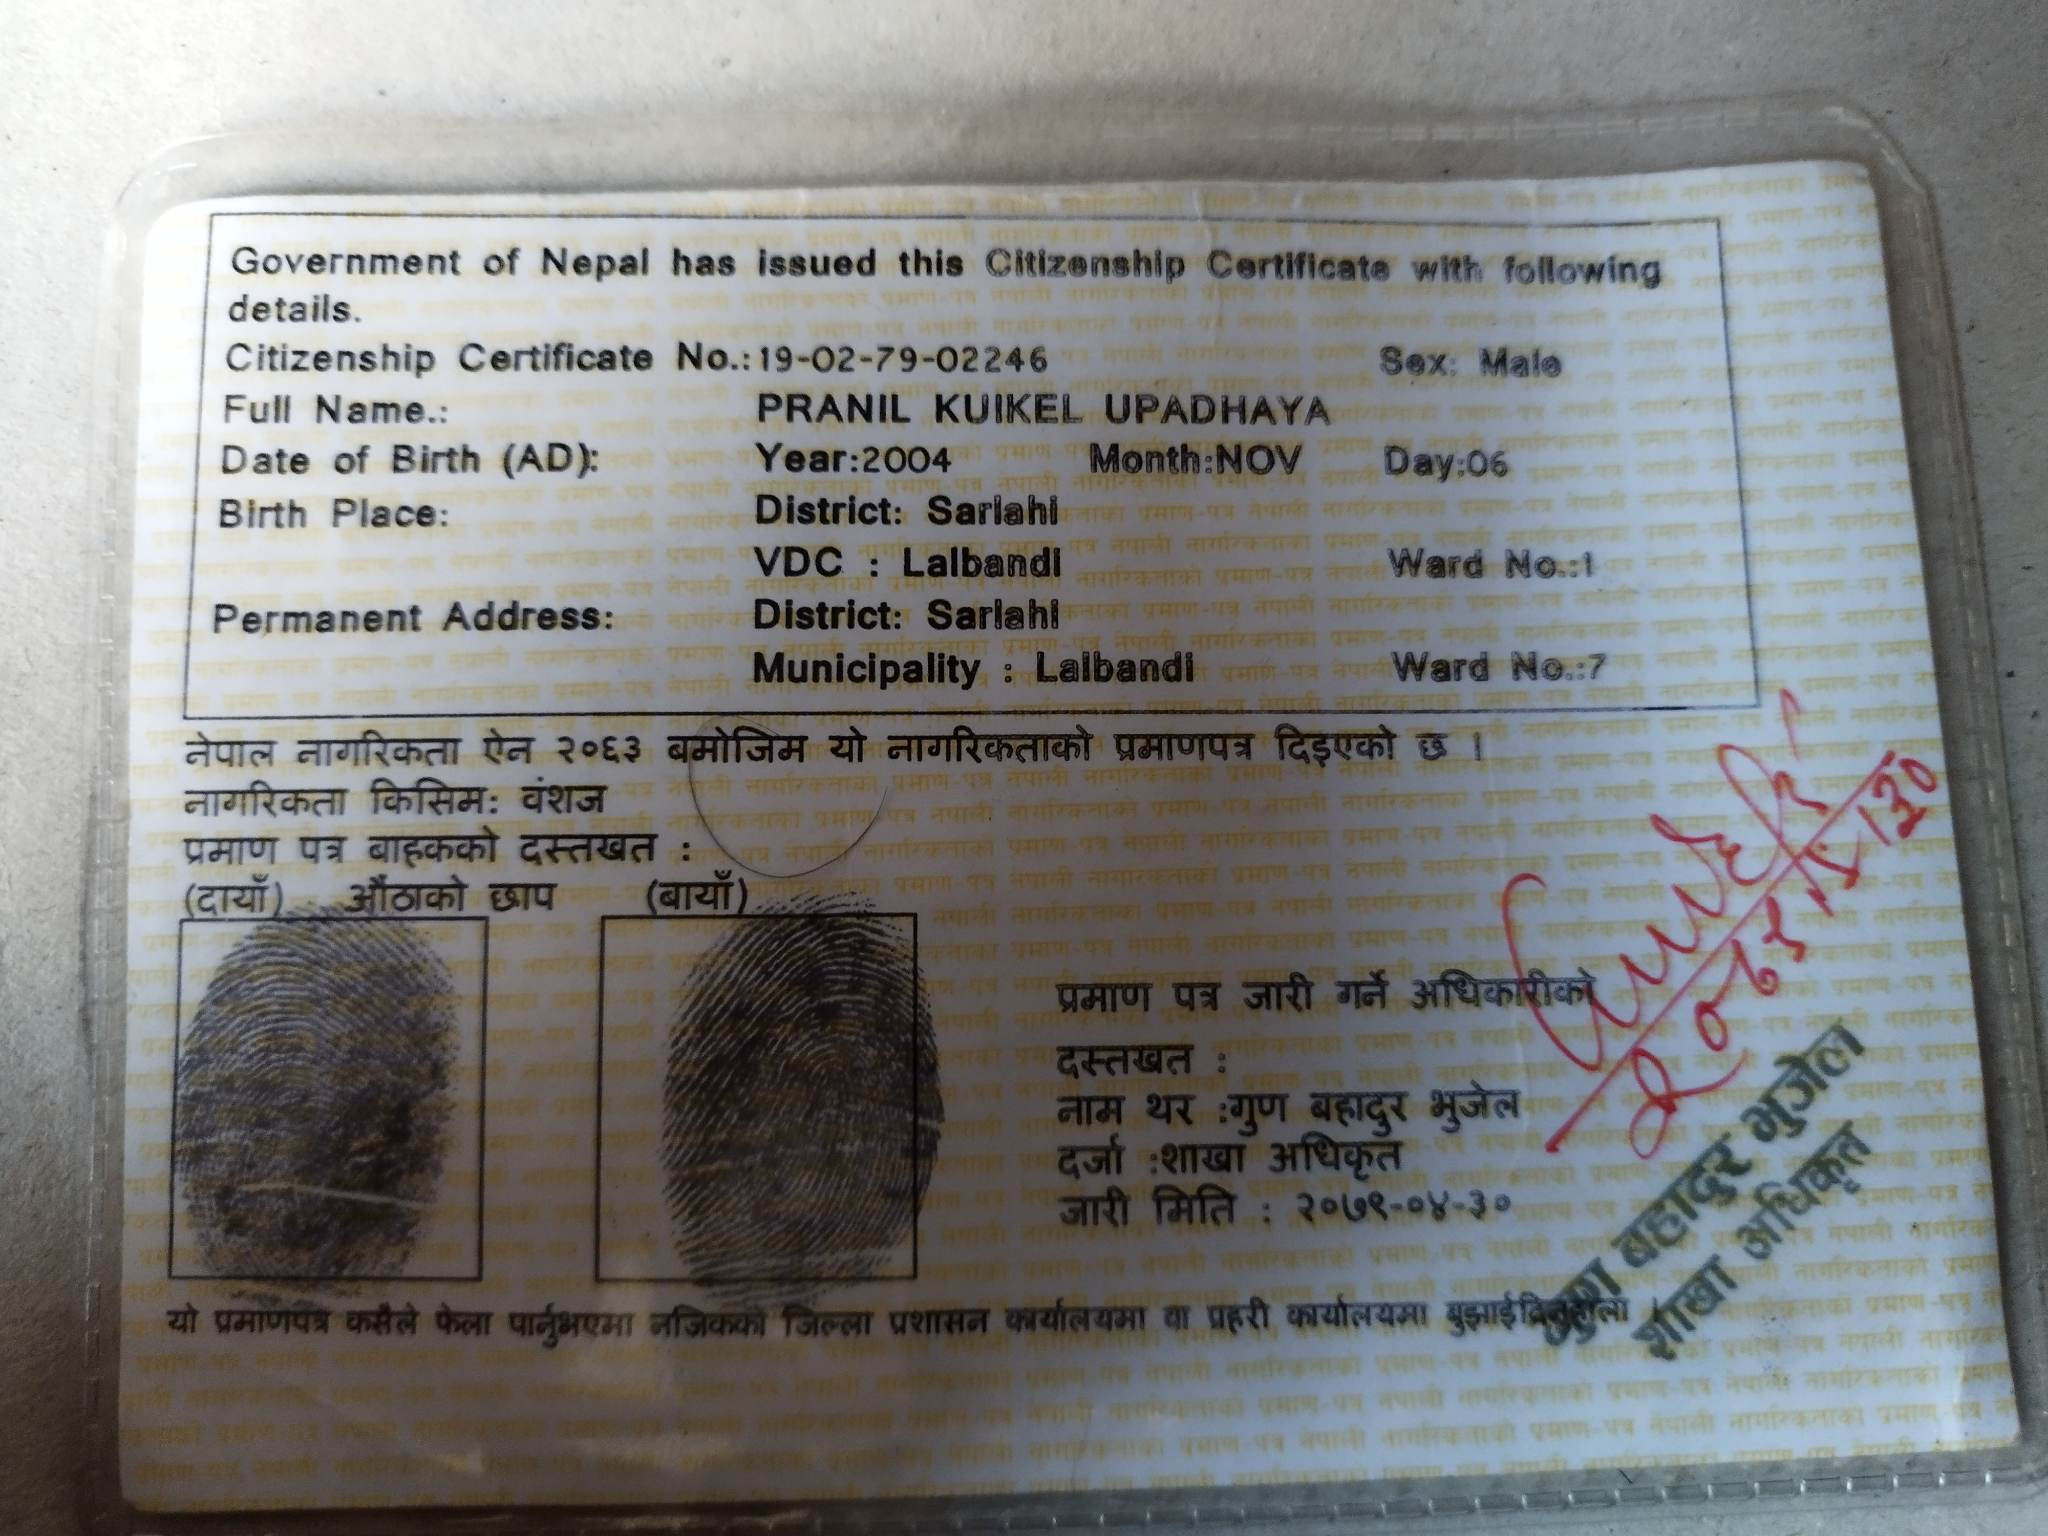 Government of Nepal has issued this Citizenship Certificate with following
details.
Citizenship Certificate No.:19-02-79-02246 Sex: Male
Full Name.: PRANIL KUIKEL UPADHAYA
Date of Birth (AD): Year:2004 Month:NOV Day:06
Birth Place: District: Sarlahi
VDC : Lalbandi Ward No.:1
Permanent Address: District: Sarlahi
Municipality : Lalbandi Ward No.:7
नेपाल नागरिकता ऐन २०६३ बमोजिम यो नागरिकताको प्रमाणपत्र दिइएको छ ।
नागरिकता किसिम: वंशज
प्रमाण पत्र बाहकको दस्तखत :
(दायाँ) औंठाको छाप (बायाँ)
प्रमाण पत्र जारी गर्ने अधिकारीको
दस्तखत :
नाम थर :गुण बहादुर भुजेल
दर्जा :शाखा अधिकृत
जारी मिति : २०७९-०४-३०
यो प्रमाणपत्र कसैले फेला पार्नुभएमा नजिकको जिल्ला प्रशासन कार्यालयमा वा प्रहरी कार्यालयमा बुझाईदिनुहोला ।
बहादुर भुजेल
शाखा अधिकृत